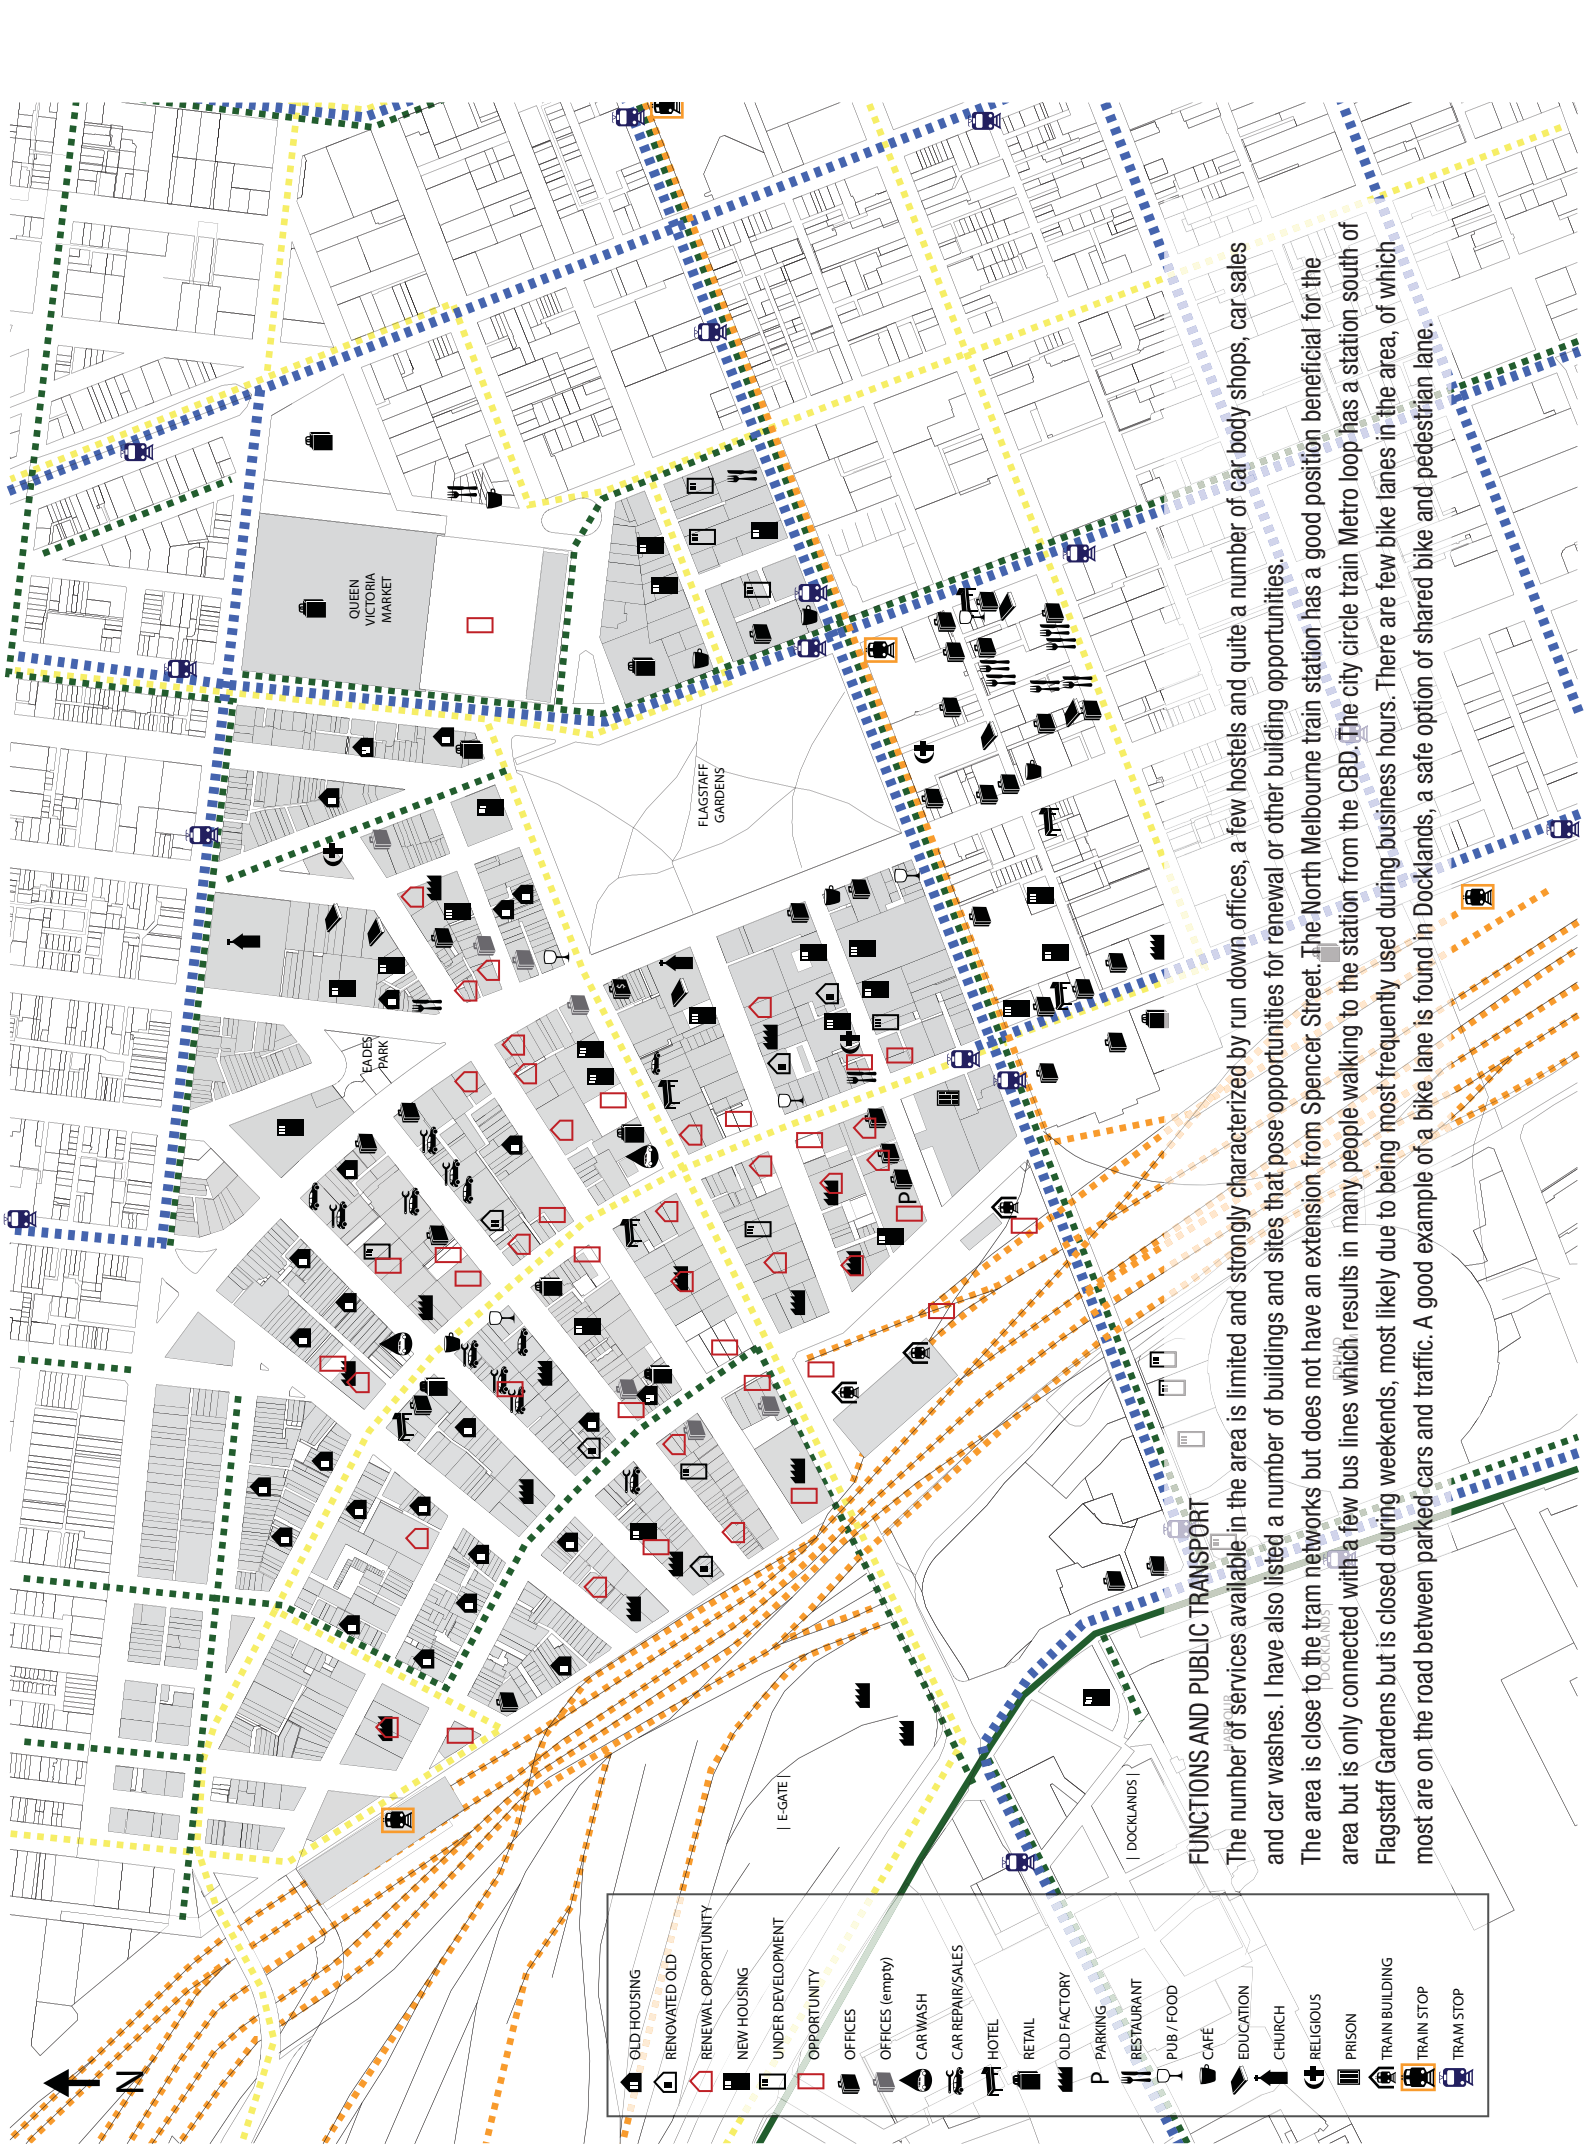 QUEEN
VICTORIA
MARKET
FLAGSTAFF
GARDENS
EADES
PARK
P
| E-GATE |
| DOCKLANDS |
HARBOUR
| DOCKLANDS |
FUNCTIONS AND PUBLIC TRANSPORT
The number of services available in the area is limited and strongly characterized by run down offices, a few hostels and quite a number of car body shops, car sales
and car washes. I have also listed a number of buildings and sites that pose opportunities for renewal or other building opportunities.
The area is close to the tram networks but does not have an extension from Spencer Street. The North Melbourne train station has a good position beneficial for the
area but is only connected with a few bus lines which results in many people walking to the station from the CBD. The city circle train Metro loop has a station south of
Flagstaff Gardens but is closed during weekends, most likely due to being most frequently used during business hours. There are few bike lanes in the area, of which
most are on the road between parked cars and traffic. A good example of a bike lane is found in Docklands, a safe option of shared bike and pedestrian lane.
N
OLD HOUSING
RENOVATED OLD
RENEWAL OPPORTUNITY
NEW HOUSING
UNDER DEVELOPMENT
OPPORTUNITY
OFFICES
OFFICES (empty)
CAR WASH
CAR REPAIR/SALES
HOTEL
RETAIL
OLD FACTORY
P PARKING
RESTAURANT
PUB / FOOD
CAFÉ
EDUCATION
CHURCH
RELIGIOUS
PRISON
TRAIN BUILDING
TRAIN STOP
TRAM STOP